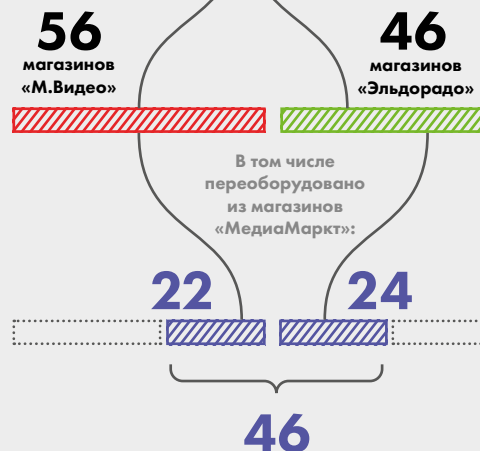 56
магазинов
«М.Видео»
46
магазинов
«Эльдорадо»
В том числе
переоборудовано
из магазинов
«МедиаМаркт»:
22
24
46